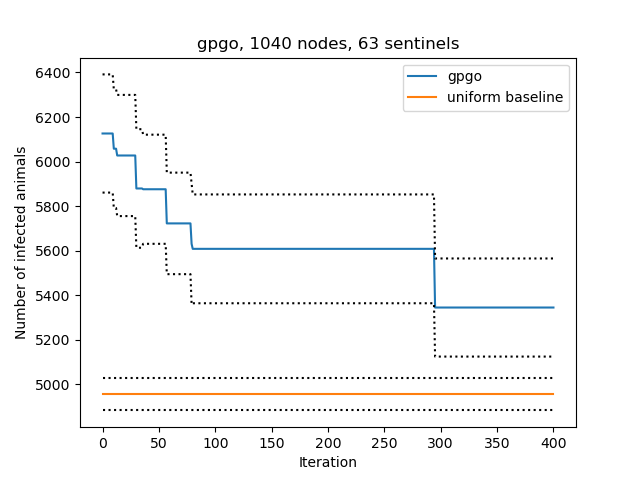 gpgo, 1040 nodes, 63 sentinels
gpgo
uniform baseline
Number of infected animals
6400
6200
6000
5800
5600
5400
5200
5000
0 50 100 150 200 250 300 350 400
Iteration